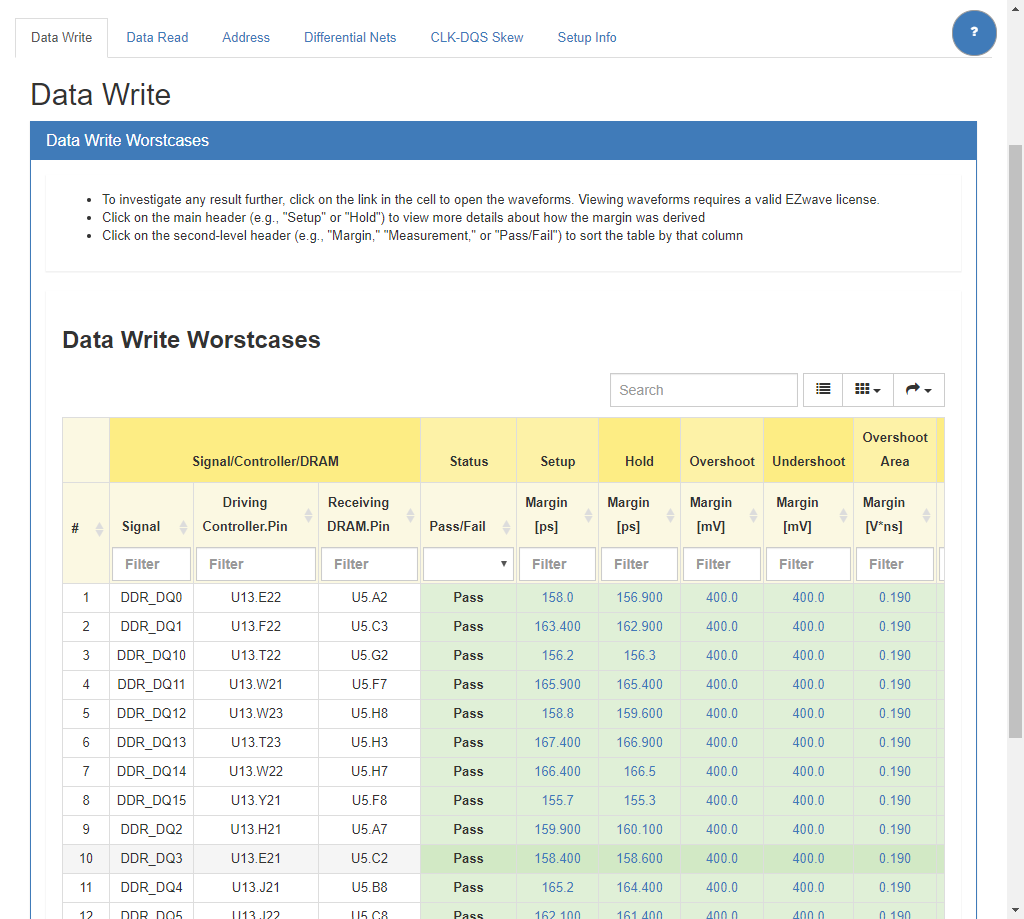 Data Write Data Read Address Differential Nets CLK-DQS Skew Setup Info ?
Data Write
Data Write Worstcases
To investigate any result further, click on the link in the cell to open the waveforms. Viewing waveforms requires a valid EZwave license.
Click on the main header (e.g., "Setup" or "Hold") to view more details about how the margin was derived
Click on the second-level header (e.g., "Margin," "Measurement," or "Pass/Fail") to sort the table by that column
Data Write Worstcases
Search
Signal/Controller/DRAM Status Setup Hold Overshoot Undershoot Overshoot Area
# Signal Driving Controller.Pin Receiving DRAM.Pin Pass/Fail Margin [ps] Margin [ps] Margin [mV] Margin [mV] Margin [V*ns]
Filter Filter Filter Filter Filter Filter Filter Filter
1 DDR_DQ0 U13.E22 U5.A2 Pass 158.0 156.900 400.0 400.0 0.190
2 DDR_DQ1 U13.F22 U5.C3 Pass 163.400 162.900 400.0 400.0 0.190
3 DDR_DQ10 U13.T22 U5.G2 Pass 156.2 156.3 400.0 400.0 0.190
4 DDR_DQ11 U13.W21 U5.F7 Pass 165.900 165.400 400.0 400.0 0.190
5 DDR_DQ12 U13.W23 U5.H8 Pass 158.8 159.600 400.0 400.0 0.190
6 DDR_DQ13 U13.T23 U5.H3 Pass 167.400 166.900 400.0 400.0 0.190
7 DDR_DQ14 U13.W22 U5.H7 Pass 166.400 166.5 400.0 400.0 0.190
8 DDR_DQ15 U13.Y21 U5.F8 Pass 155.7 155.3 400.0 400.0 0.190
9 DDR_DQ2 U13.H21 U5.A7 Pass 159.900 160.100 400.0 400.0 0.190
10 DDR_DQ3 U13.E21 U5.C2 Pass 158.400 158.600 400.0 400.0 0.190
11 DDR_DQ4 U13.J21 U5.B8 Pass 165.2 164.400 400.0 400.0 0.190
12 DDR_DQ5 U13.J22 U5.C8 Pass 162.100 161.400 400.0 400.0 0.190